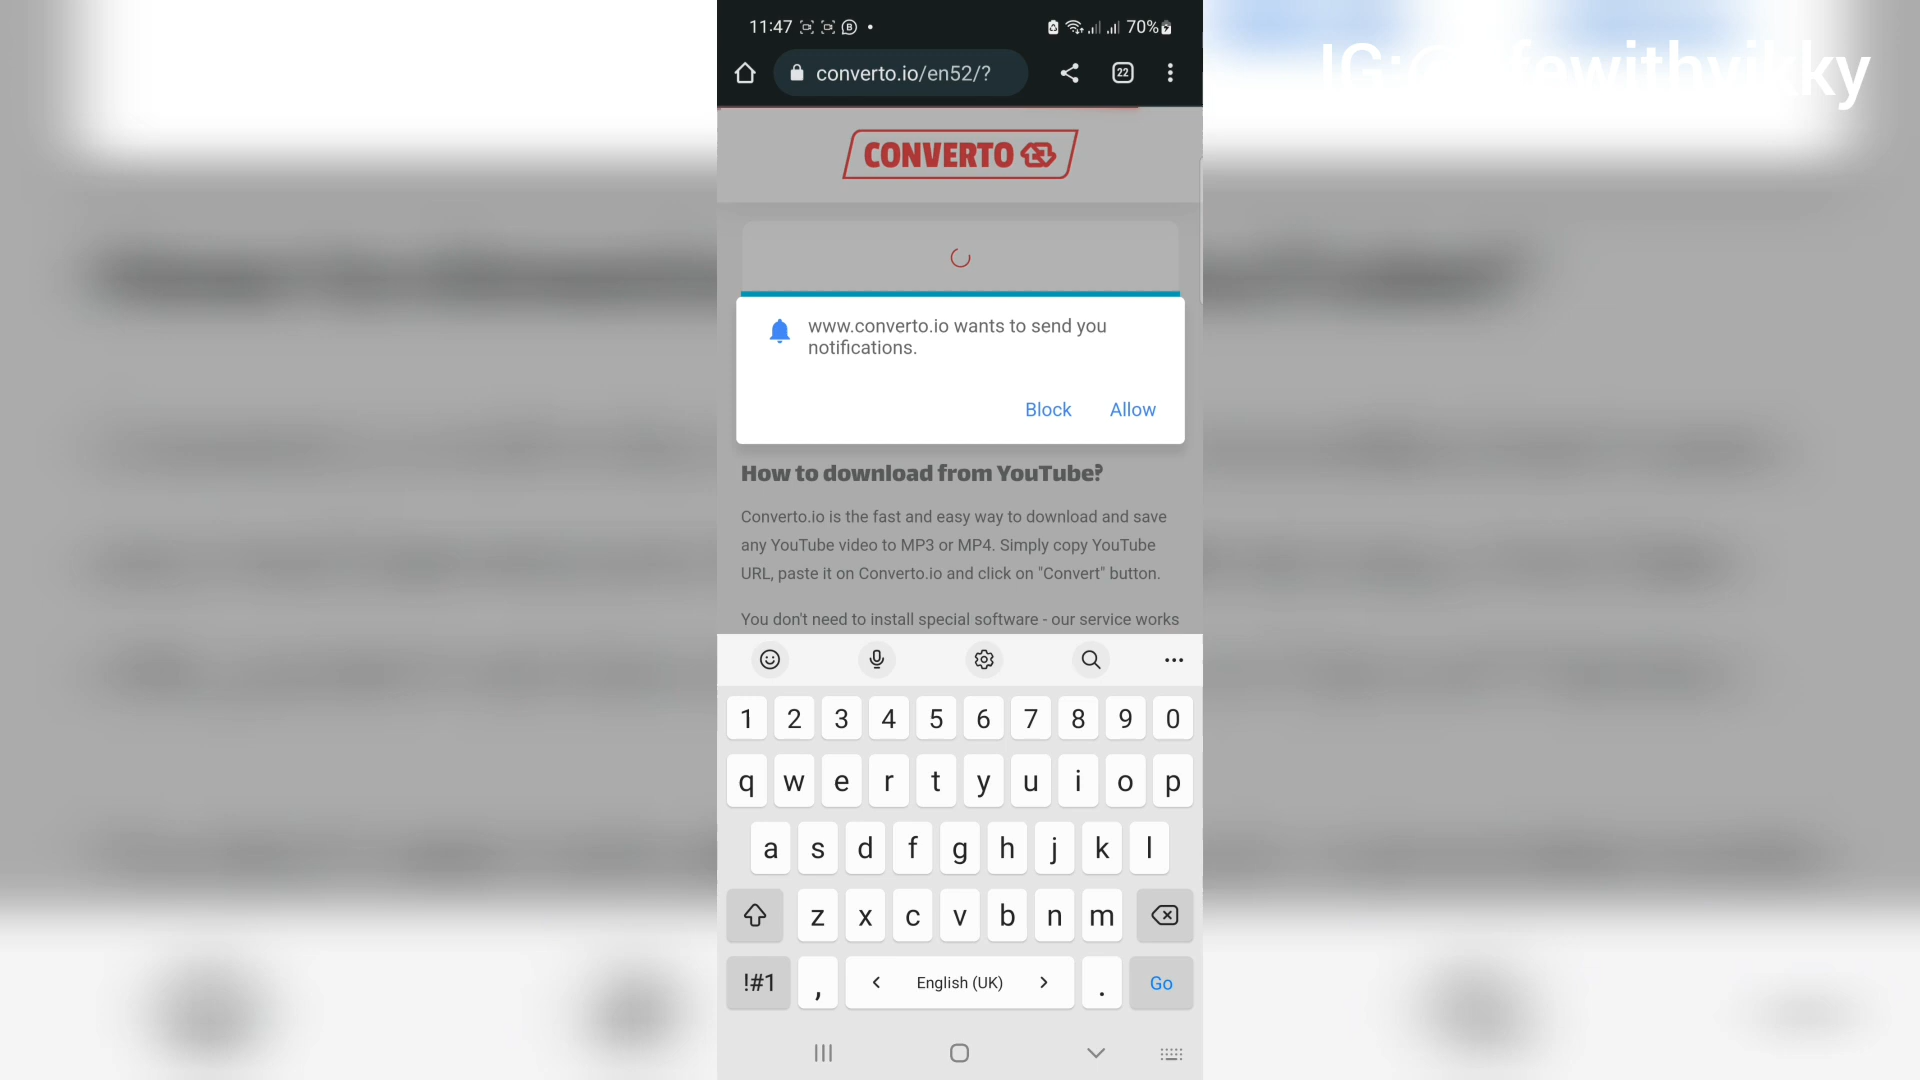 11:47
70%
converto.io/en52/?
22
CONVERTO
www.converto.io wants to send you
notifications.
Block Allow
How to download from YouTube?
Converto.io is the fast and easy way to download and save
any YouTube video to MP3 or MP4. Simply copy YouTube
URL, paste it on Converto.io and click on "Convert" button.
You don't need to install special software - our service works
1 2 3 4 5 6 7 8 9 0
q w e r t y u i o p
a s d f g h j k l
z x c v b n m
!#1 , < English (UK) > . Go